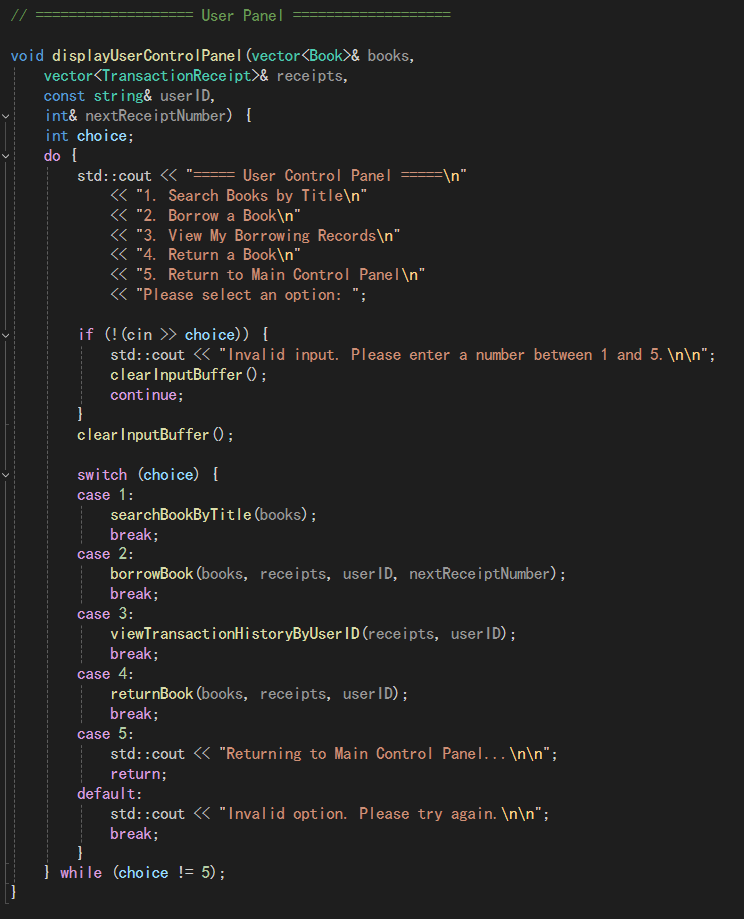 // =================== User Panel ===================

void displayUserControlPanel(vector<Book>& books,
    vector<TransactionReceipt>& receipts,
    const string& userID,
    int& nextReceiptNumber) {
    int choice;
    do {
        std::cout << "===== User Control Panel =====\n"
            << "1. Search Books by Title\n"
            << "2. Borrow a Book\n"
            << "3. View My Borrowing Records\n"
            << "4. Return a Book\n"
            << "5. Return to Main Control Panel\n"
            << "Please select an option: ";

        if (!(cin >> choice)) {
            std::cout << "Invalid input. Please enter a number between 1 and 5.\n\n";
            clearInputBuffer();
            continue;
        }
        clearInputBuffer();

        switch (choice) {
        case 1:
            searchBookByTitle(books);
            break;
        case 2:
            borrowBook(books, receipts, userID, nextReceiptNumber);
            break;
        case 3:
            viewTransactionHistoryByUserID(receipts, userID);
            break;
        case 4:
            returnBook(books, receipts, userID);
            break;
        case 5:
            std::cout << "Returning to Main Control Panel...\n\n";
            return;
        default:
            std::cout << "Invalid option. Please try again.\n\n";
            break;
        }
    } while (choice != 5);
}